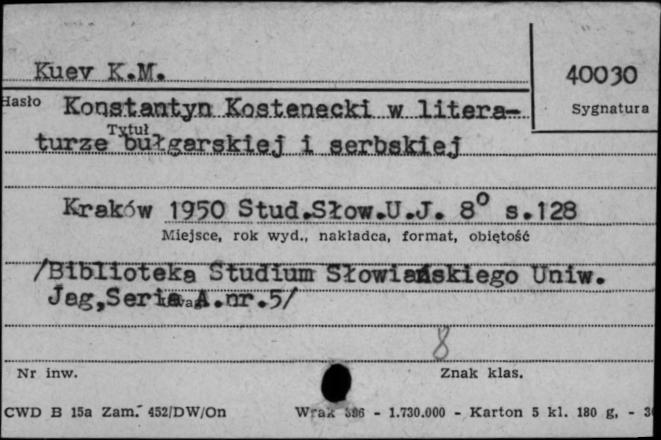 Kuev K.M.
40030
Hasło
Sygnatura
Konstantyn Kostenecki w litera-
Tytuł
turze bułgarskiej i serbskiej
Kraków 1950 Stud.Słow.U.J. 8° s.128
Miejsce, rok wyd., nakładca, format, objętość
/Biblioteka Studium Słowiańskiego Uniw.
Jag,Seria A.nr.5/
8
Nr inw.
Znak klas.
CWD B 15a Zam. 452/DW/On
Wrak 396 - 1.730.000 - Karton 5 kl. 180 g, -